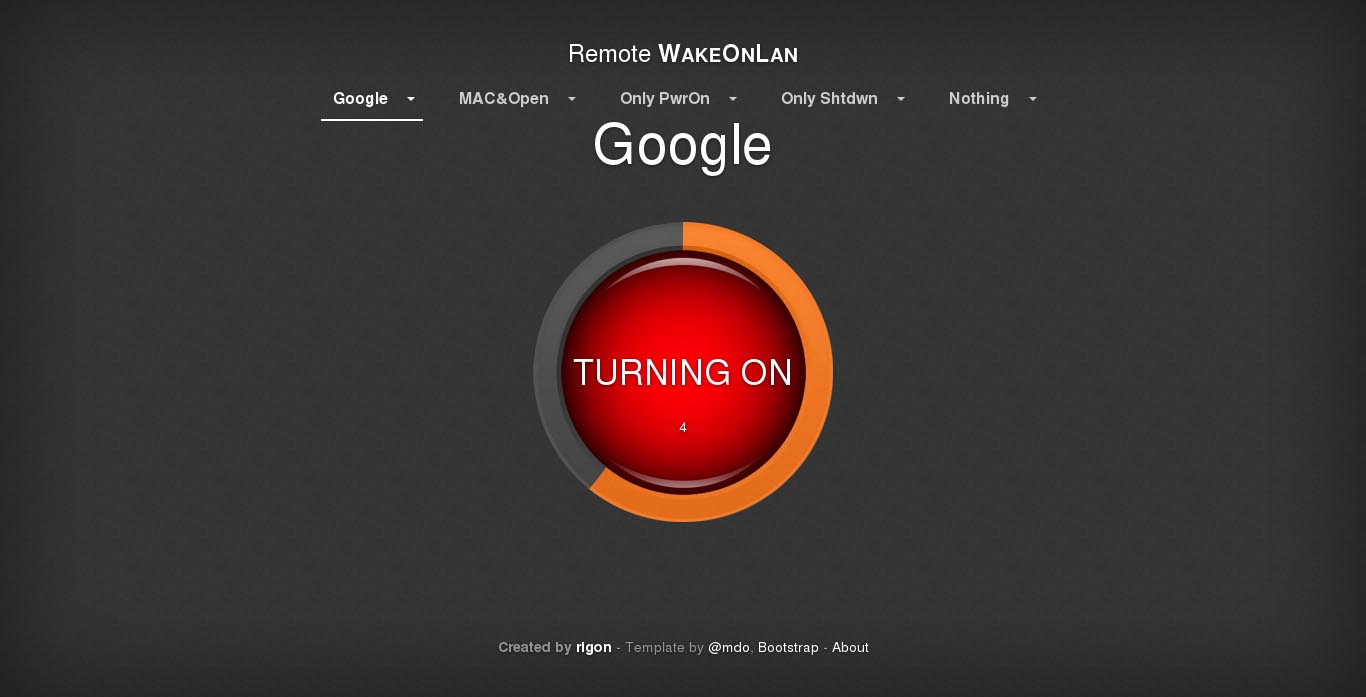 Remote WAKEONLAN
Google MAC&Open Only PwrOn Only Shtdwn Nothing
Google
TURNING ON
4
Created by rigon - Template by @mdo, Bootstrap - About